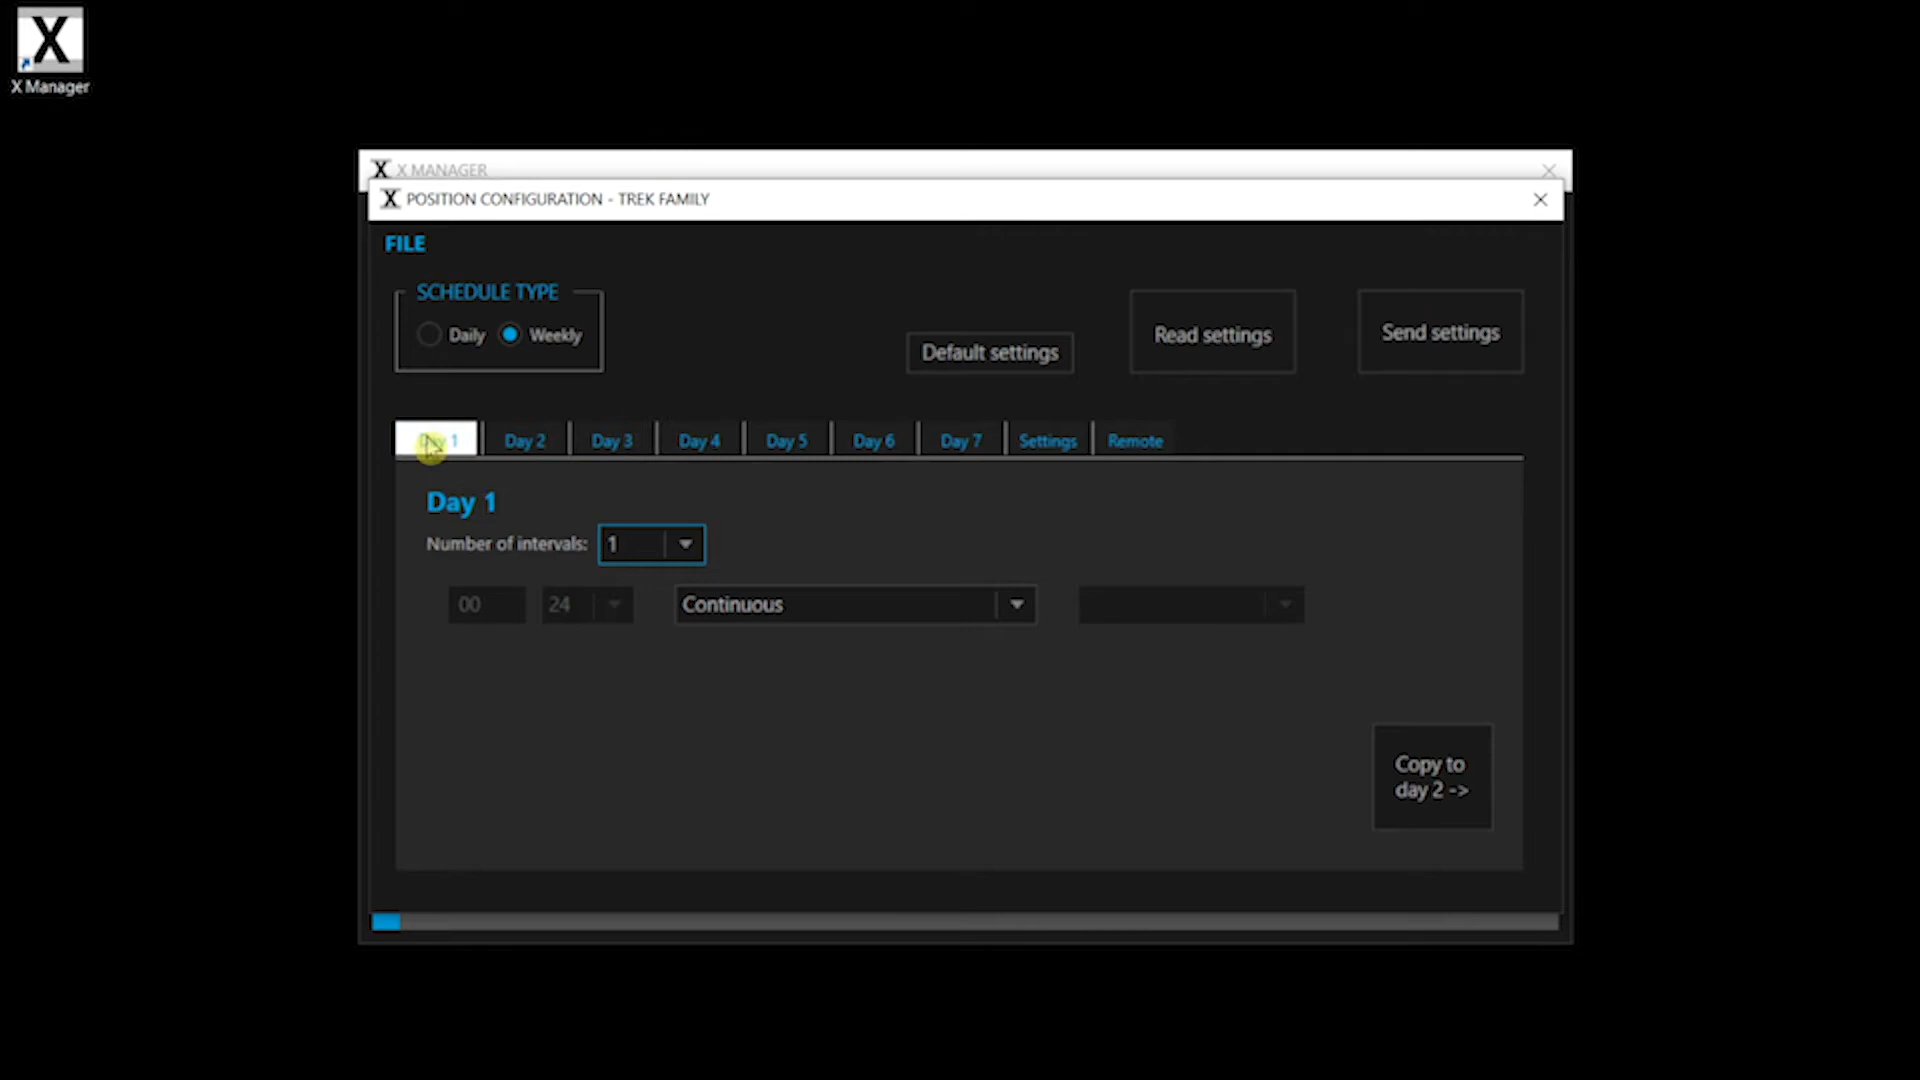 X
X Manager
X X MANAGER
X POSITION CONFIGURATION - TREK FAMILY
FILE
SCHEDULE TYPE
Daily Weekly
Default settings
Read settings
Send settings
Day 1 Day 2 Day 3 Day 4 Day 5 Day 6 Day 7 Settings Remote
Day 1
Number of intervals: 1
00 24 Continuous
Copy to
day 2 ->